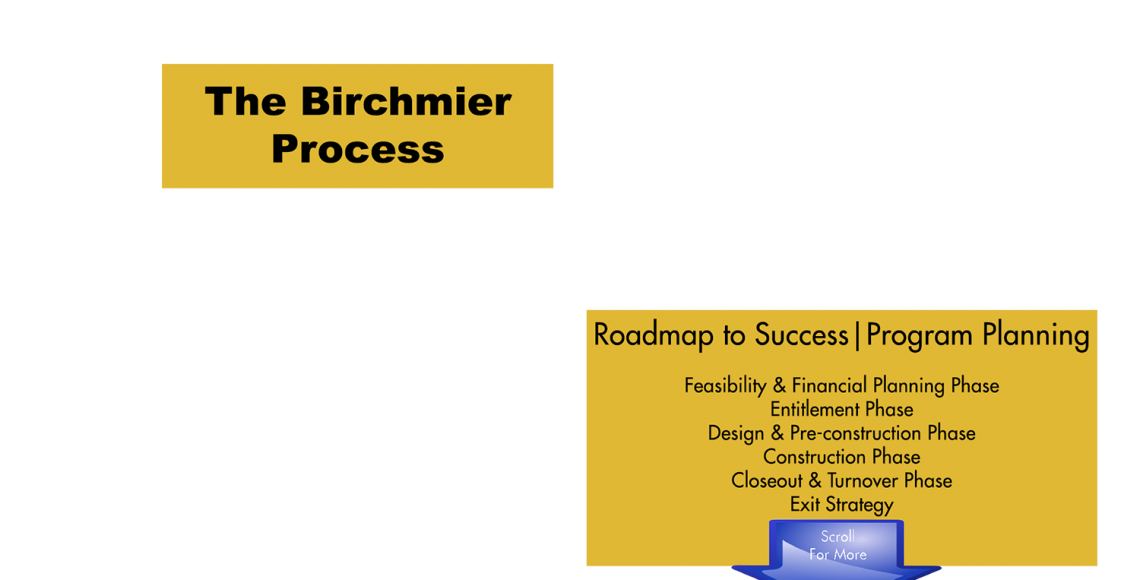 The Birchmier
Process
Roadmap to Success|Program Planning
Feasibility & Financial Planning Phase
Entitlement Phase
Design & Pre-construction Phase
Construction Phase
Closeout & Turnover Phase
Exit Strategy
Scroll
For More